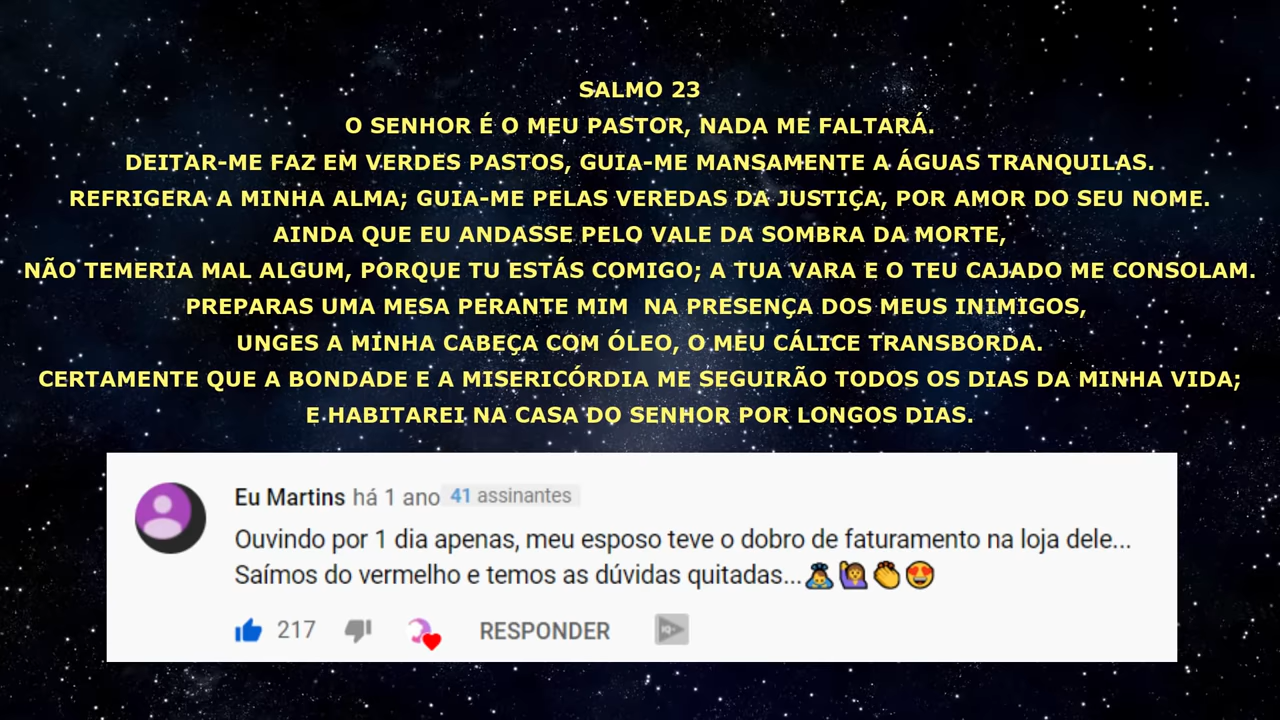 SALMO 23
O SENHOR É O MEU PASTOR, NADA ME FALTARÁ.
DEITAR-ME FAZ EM VERDES PASTOS, GUIA-ME MANSAMENTE A ÁGUAS TRANQUILAS.
REFRIGERA A MINHA ALMA; GUIA-ME PELAS VEREDAS DA JUSTIÇA, POR AMOR DO SEU NOME.
AINDA QUE EU ANDASSE PELO VALE DA SOMBRA DA MORTE,
NÃO TEMERIA MAL ALGUM, PORQUE TU ESTÁS COMIGO; A TUA VARA E O TEU CAJADO ME CONSOLAM.
PREPARAS UMA MESA PERANTE MIM  NA PRESENÇA DOS MEUS INIMIGOS,
UNGES A MINHA CABEÇA COM ÓLEO, O MEU CÁLICE TRANSBORDA.
CERTAMENTE QUE A BONDADE E A MISERICÓRDIA ME SEGUIRÃO TODOS OS DIAS DA MINHA VIDA;
E HABITAREI NA CASA DO SENHOR POR LONGOS DIAS.
Eu Martins há 1 ano 41 assinantes
Ouvindo por 1 dia apenas, meu esposo teve o dobro de faturamento na loja dele...
Saímos do vermelho e temos as dúvidas quitadas...🙇‍♀️🙋‍♀️👏😍
217 RESPONDER